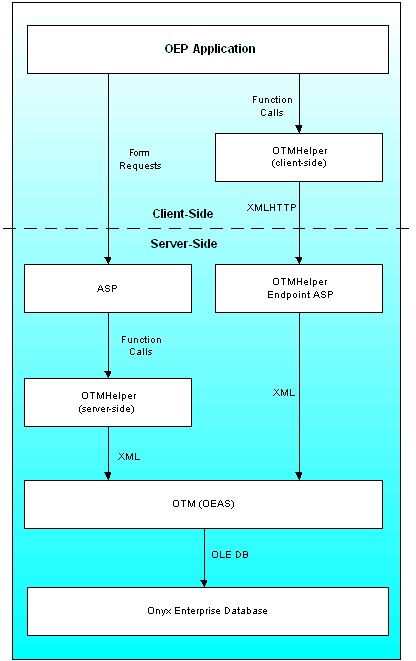 OEP Application
Function
Calls
Form
Requests
OTMHelper
(client-side)
XMLHTTP
Client-Side
Server-Side
ASP
OTMHelper
Endpoint ASP
Function
Calls
OTMHelper
(server-side)
XML
XML
OTM (OEAS)
OLE DB
Onyx Enterprise Database